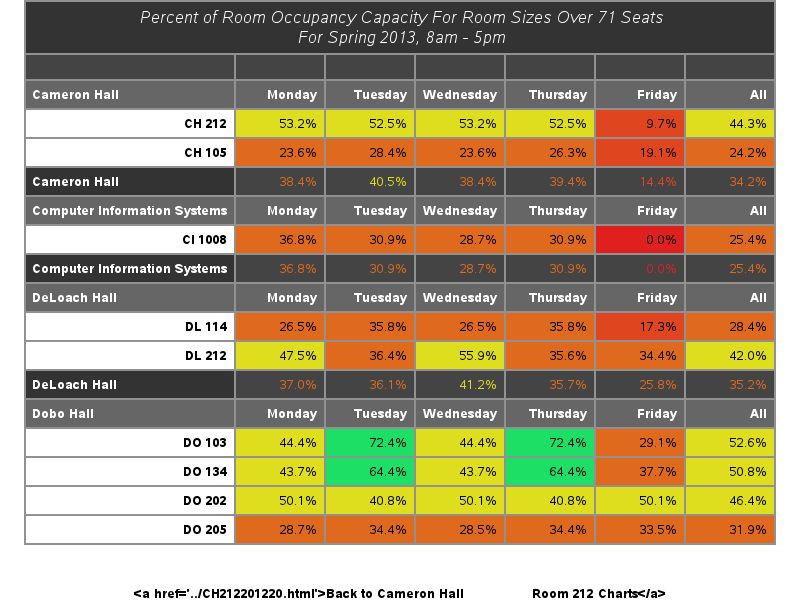 Percent of Room Occupancy Capacity For Room Sizes Over 71 Seats
For Spring 2013, 8am - 5pm
Cameron Hall Monday Tuesday Wednesday Thursday Friday All
CH 212 53.2% 52.5% 53.2% 52.5% 9.7% 44.3%
CH 105 23.6% 28.4% 23.6% 26.3% 19.1% 24.2%
Cameron Hall 38.4% 40.5% 38.4% 39.4% 14.4% 34.2%
Computer Information Systems Monday Tuesday Wednesday Thursday Friday All
CI 1008 36.8% 30.9% 28.7% 30.9% 0.0% 25.4%
Computer Information Systems 36.8% 30.9% 28.7% 30.9% 0.0% 25.4%
DeLoach Hall Monday Tuesday Wednesday Thursday Friday All
DL 114 26.5% 35.8% 26.5% 35.8% 17.3% 28.4%
DL 212 47.5% 36.4% 55.9% 35.6% 34.4% 42.0%
DeLoach Hall 37.0% 36.1% 41.2% 35.7% 25.8% 35.2%
Dobo Hall Monday Tuesday Wednesday Thursday Friday All
DO 103 44.4% 72.4% 44.4% 72.4% 29.1% 52.6%
DO 134 43.7% 64.4% 43.7% 64.4% 37.7% 50.8%
DO 202 50.1% 40.8% 50.1% 40.8% 50.1% 46.4%
DO 205 28.7% 34.4% 28.5% 34.4% 33.5% 31.9%
<a href='../CH212201220.html'>Back to Cameron Hall Room 212 Charts</a>